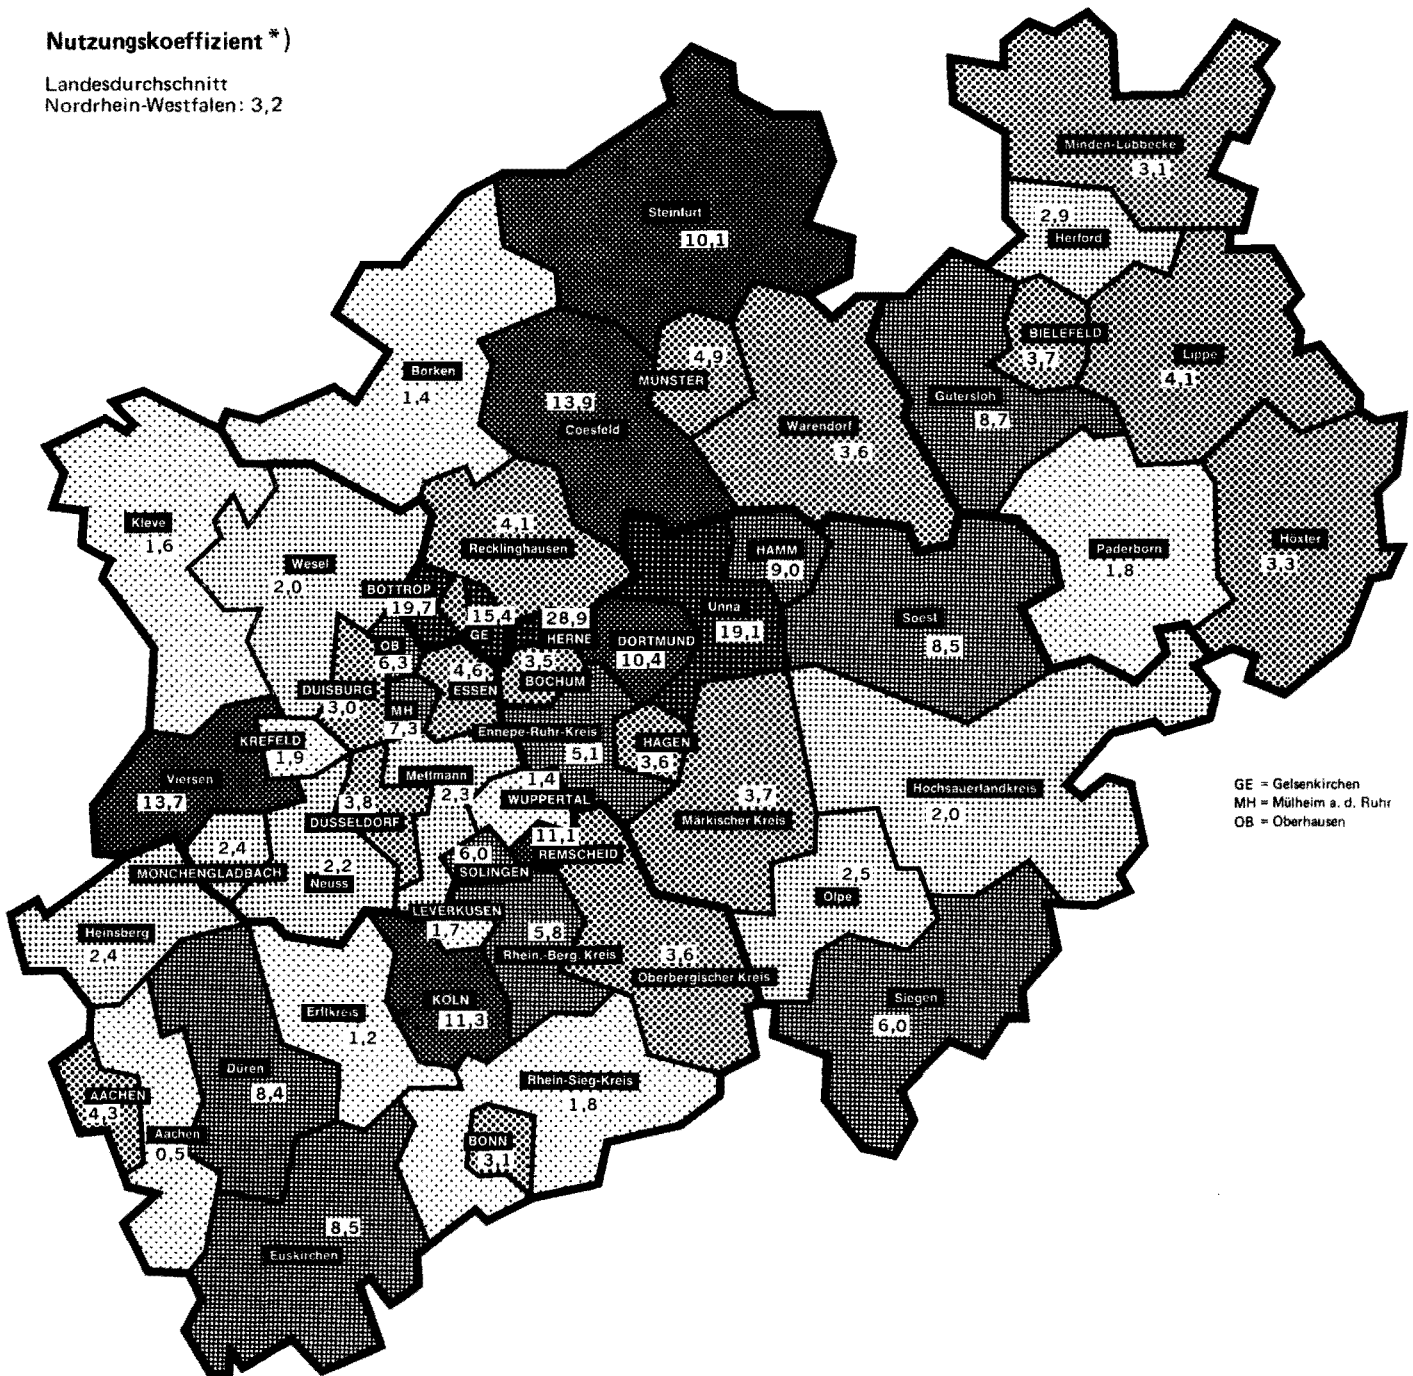 Nutzungskoeffizient *)
Landesdurchschnitt
Nordrhein-Westfalen: 3,2
Minden-Lübbecke
3,1
2,9
Herford
Steinfurt
10,1
BIELEFELD
3,7
Lippe
4,1
Borken
1,4
4,9
MÜNSTER
13,9
Coesfeld
Gütersloh
8,7
Warendorf
3,6
Kleve
1,6
4,1
Recklinghausen
Wesel
2,0
HAMM
9,0
Paderborn
1,8
Höxter
3,3
BOTTROP
19,7
15,4
GE
28,9
HERNE
Unna
19,1
Soest
8,5
OB
6,3
4,6
ESSEN
3,5
BOCHUM
DORTMUND
10,4
DUISBURG
3,0
MH
7,3
Ennepe-Ruhr-Kreis
5,1
HAGEN
3,6
KREFELD
1,9
Viersen
13,7
Mettmann
2,3
1,4
WUPPERTAL
3,8
DÜSSELDORF
3,7
Märkischer Kreis
Hochsauerlandkreis
2,0
GE = Gelsenkirchen
MH = Mülheim a. d. Ruhr
OB = Oberhausen
11,1
REMSCHEID
6,0
SOLINGEN
2,4
MÖNCHENGLADBACH
2,2
Neuss
2,5
Olpe
LEVERKUSEN
1,7
Heinsberg
2,4
5,8
Rhein.-Berg. Kreis
3,6
Oberbergischer Kreis
KÖLN
11,3
Erftkreis
1,2
Siegen
6,0
Düren
8,4
Rhein-Sieg-Kreis
1,8
AACHEN
4,3
Aachen
0,5
BONN
3,1
8,5
Euskirchen